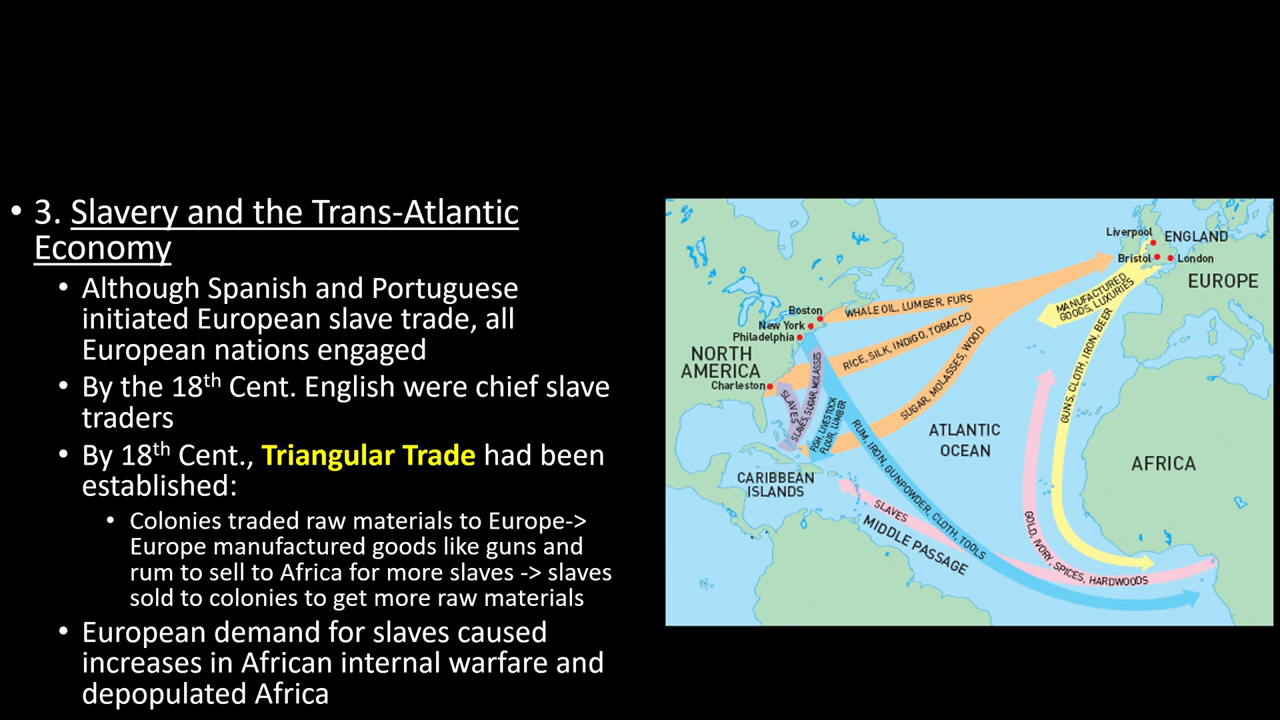 • 3. Slavery and the Trans-Atlantic
Economy
• Although Spanish and Portuguese
initiated European slave trade, all
European nations engaged
• By the 18th Cent. English were chief slave
traders
• By 18th Cent., Triangular Trade had been
established:
• Colonies traded raw materials to Europe->
Europe manufactured goods like guns and
rum to sell to Africa for more slaves -> slaves
sold to colonies to get more raw materials
• European demand for slaves caused
increases in African internal warfare and
depopulated Africa
Liverpool
ENGLAND
Bristol
London
EUROPE
MANUFACTURED
GOODS, LUXURIES
WHALE OIL, LUMBER, FURS
Boston
New York
Philadelphia
RICE, SILK, INDIGO, TOBACCO
NORTH
AMERICA
Charleston
SUGAR, MOLASSES, WOOD
SLAVES
SLAVES, SUGAR, MOLASSES
FISH, LIVESTOCK
FLOUR, LUMBER
RUM, IRON, GUNPOWDER, CLOTH, TOOLS
GUNS, CLOTH, IRON, BEER
ATLANTIC
OCEAN
AFRICA
CARIBBEAN
ISLANDS
SLAVES
MIDDLE PASSAGE
GOLD, IVORY, SPICES, HARDWOODS